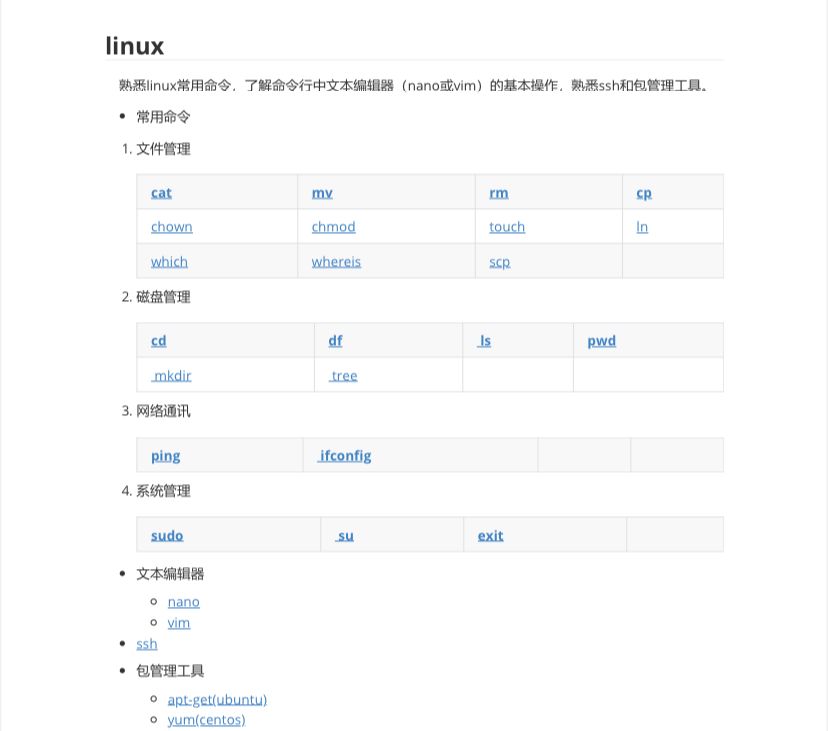 linux
熟悉linux常用命令，了解命令行中文本编辑器（nano或vim）的基本操作，熟悉ssh和包管理工具。
常用命令
1. 文件管理
cat mv rm cp
chown chmod touch ln
which whereis scp
2. 磁盘管理
cd df ls pwd
mkdir tree
3. 网络通讯
ping ifconfig
4. 系统管理
sudo su exit
文本编辑器
nano
vim
ssh
包管理工具
apt-get(ubuntu)
yum(centos)